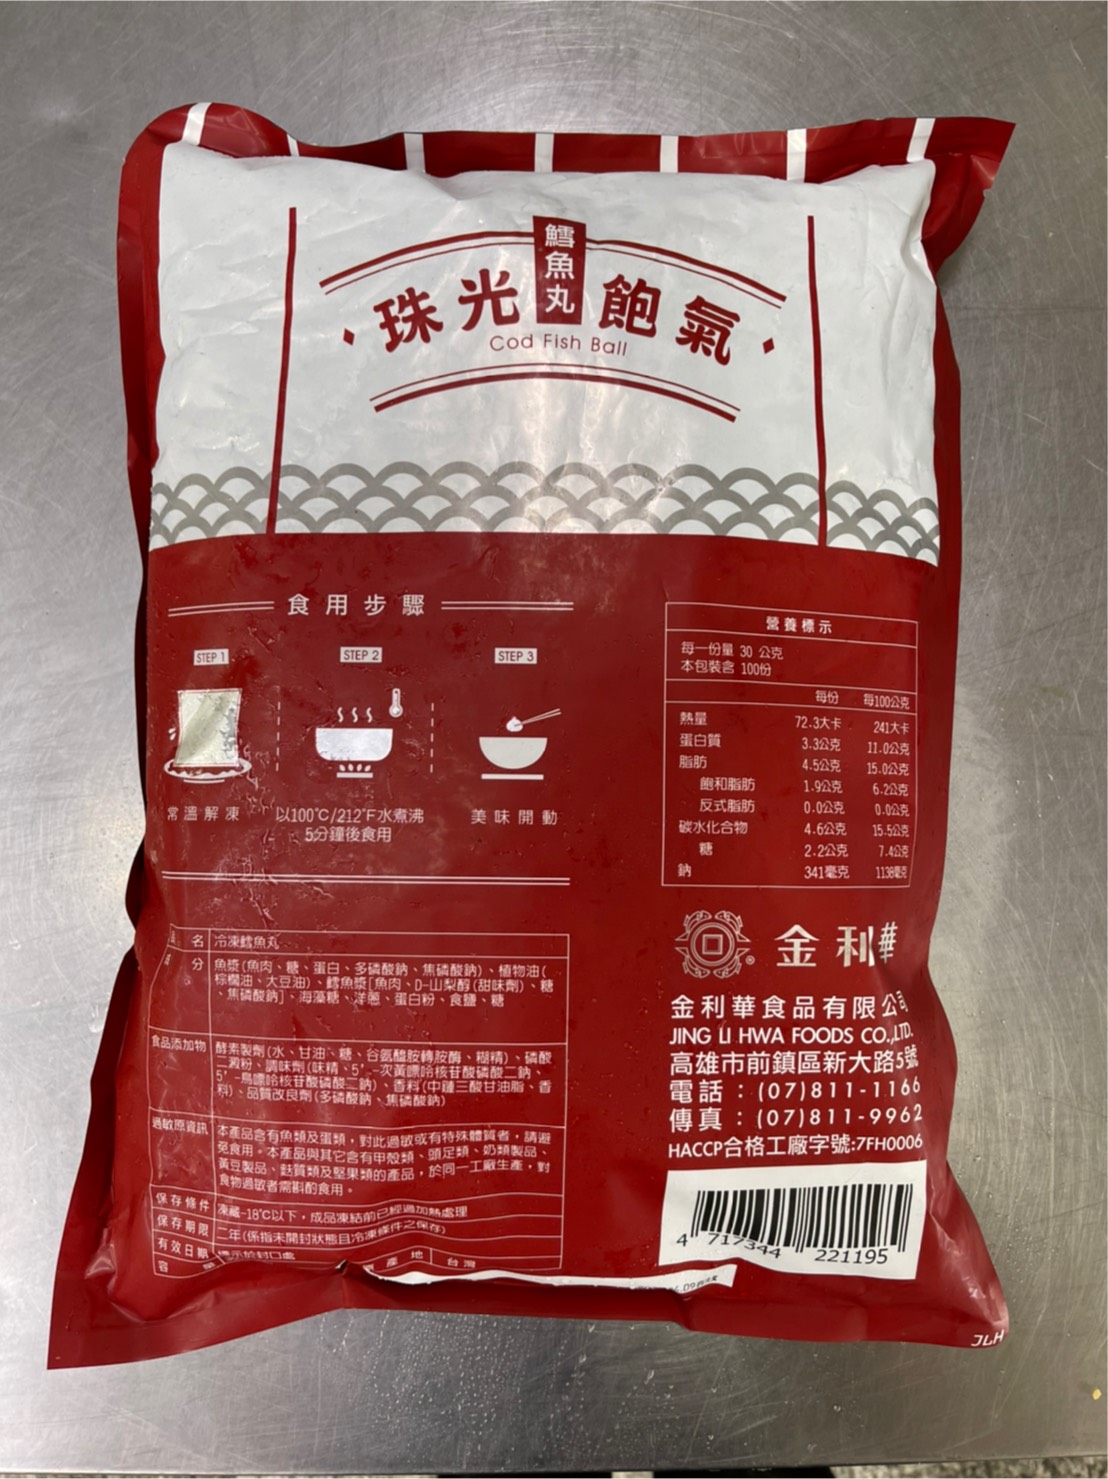 鱈魚丸
珠光飽氣
Cod Fish Ball
食用步驟
STEP 1
STEP 2
STEP 3
常溫解凍
以100℃/212℉水煮沸
5分鐘後食用
美味開動
營養標示
每一份量 30 公克
本包裝含 100份
每份 每100公克
熱量 72.3大卡 241大卡
蛋白質 3.3公克 11.0公克
脂肪 4.5公克 15.0公克
飽和脂肪 1.9公克 6.2公克
反式脂肪 0.0公克 0.0公克
碳水化合物 4.6公克 15.5公克
糖 2.2公克 7.4公克
鈉 341毫克 1138毫克
名 冷凍鱈魚丸
分 魚漿(魚肉、糖、蛋白、多磷酸鈉、焦磷酸鈉)、植物油(
棕櫚油、大豆油)、鱈魚漿[魚肉、D-山梨醇(甜味劑)、糖
、焦磷酸鈉]、海藻糖、洋蔥、蛋白粉、食鹽、糖
食品添加物 酵素製劑(水、甘油、糖、谷氨醯胺轉胺酶、糊精)、磷酸
二澱粉、調味劑(味精、5'-次黃嘌呤核苷磷酸二鈉、
5'-鳥嘌呤核苷磷酸二鈉)、香料(中鏈三酸甘油脂、香
料)、品質改良劑(多磷酸鈉、焦磷酸鈉)
過敏原資訊 本產品含有魚類及蛋類，對此過敏或有特殊體質者，請避
免食用。本產品與其它含有甲殼類、頭足類、奶類製品、
黃豆製品、麩質類及堅果類的產品，於同一工廠生產，對
食物過敏者需斟酌食用。
保存條件 凍藏-18℃以下，成品凍結前已經過加熱處理
保存期限 二年(係指未開封狀態且冷凍條件之保存)
有效日期 標示於封口處
容 量 產 地 台灣
金利華
金利華食品有限公司
JING LI HWA FOODS CO.,LTD.
高雄市前鎮區新大路5號
電話：(07)811-1166
傳真：(07)811-9962
HACCP合格工廠字號:7FH0006
4 717344 221195
JLH